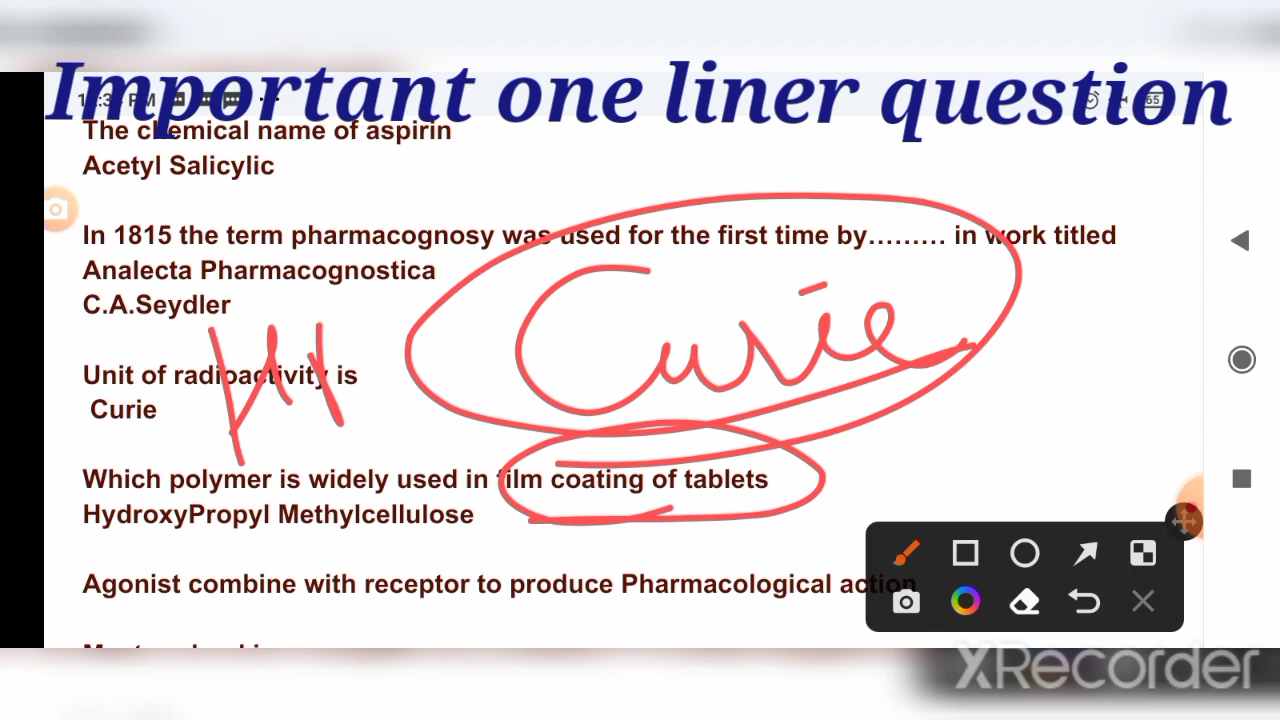 Important one liner question
The chemical name of aspirin
Acetyl Salicylic
In 1815 the term pharmacognosy was used for the first time by……… in work titled
Analecta Pharmacognostica
C.A.Seydler
Curie
Unit of radioactivity is
Curie
Which polymer is widely used in film coating of tablets
HydroxyPropyl Methylcellulose
Agonist combine with receptor to produce Pharmacological action
XRecorder